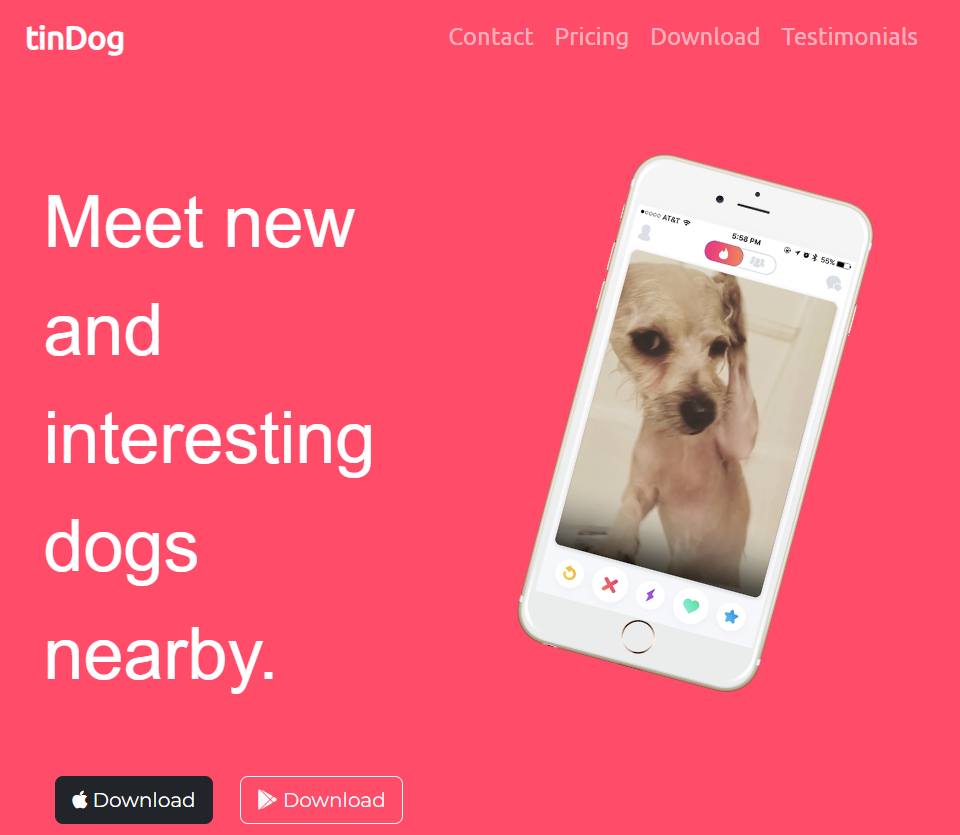 tinDog
Contact Pricing Download Testimonials
Meet new
and
interesting
dogs
nearby.
AT&T
5:58 PM
55%
Download
Download